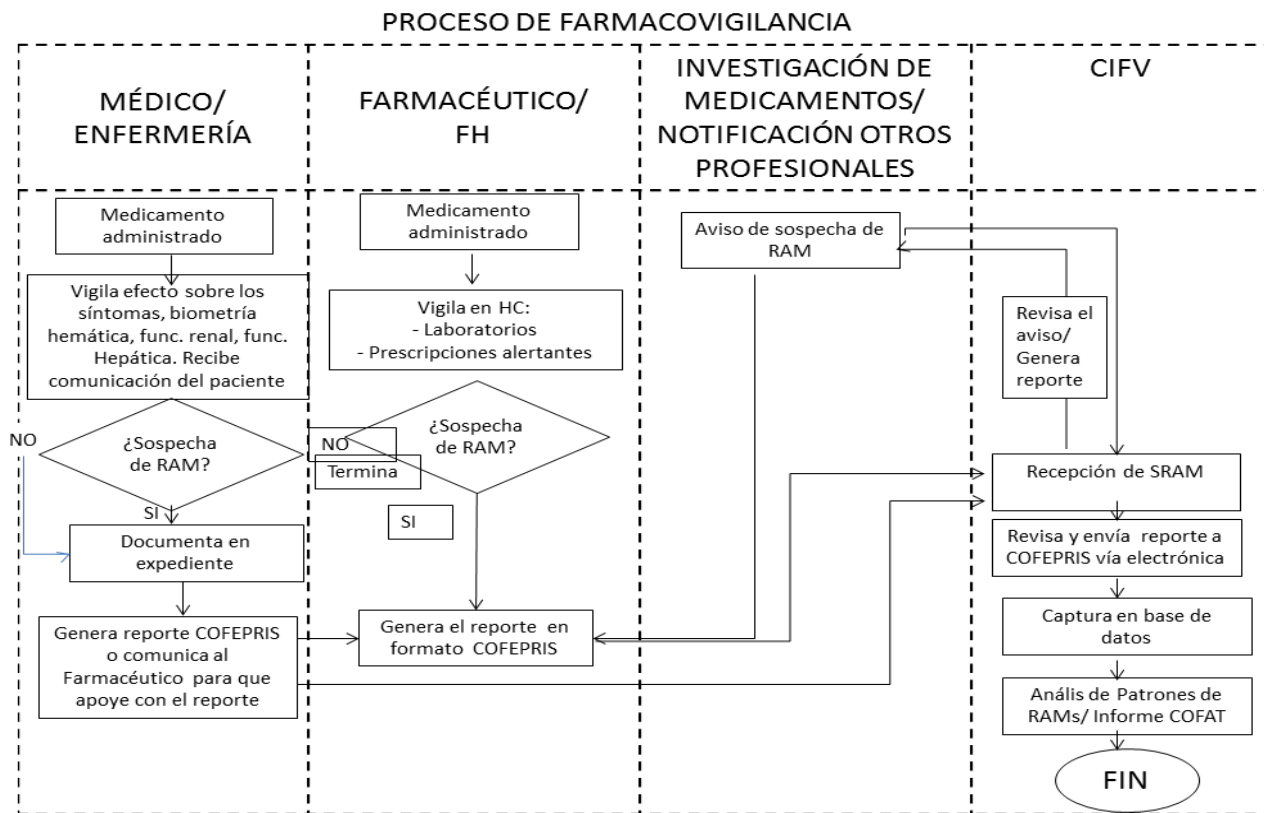 PROCESO DE FARMACOVIGILANCIA
MÉDICO/
ENFERMERÍA
FARMACÉUTICO/
FH
INVESTIGACIÓN DE
MEDICAMENTOS/
NOTIFICACIÓN OTROS
PROFESIONALES
CIFV
Medicamento
administrado
Vigila efecto sobre los
síntomas, biometría
hemática, func. renal, func.
Hepática. Recibe
comunicación del paciente
NO
¿Sospecha
de RAM?
SI
Documenta en
expediente
Genera reporte COFEPRIS
o comunica al
Farmacéutico para que
apoye con el reporte
Medicamento
administrado
Vigila en HC:
- Laboratorios
- Prescripciones alertantes
NO
Termina
¿Sospecha
de RAM?
SI
Genera el reporte en
formato COFEPRIS
Aviso de sospecha de
RAM
Revisa el
aviso/
Genera
reporte
Recepción de SRAM
Revisa y envía reporte a
COFEPRIS vía electrónica
Captura en base de
datos
Anális de Patrones de
RAMs/ Informe COFAT
FIN